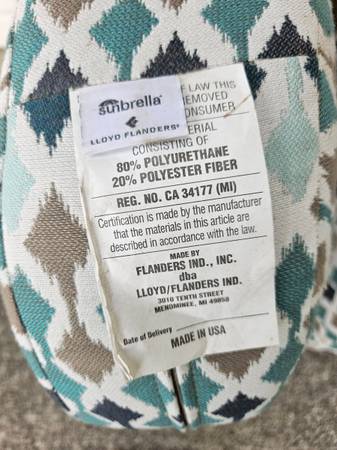 sunbrella®
LLOYD FLANDERS®
F LAW THIS
EMOVED
ONSUMER
ERIAL
CONSISTING OF
80% POLYURETHANE
20% POLYESTER FIBER
REG. NO. CA 34177 (MI)
Certification is made by the manufacturer
that the materials in this article are
described in accordance with the law.
MADE BY
FLANDERS IND., INC.
dba
LLOYD/FLANDERS IND.
3010 TENTH STREET
MENOMINEE, MI 49858
Date of Delivery
MADE IN USA